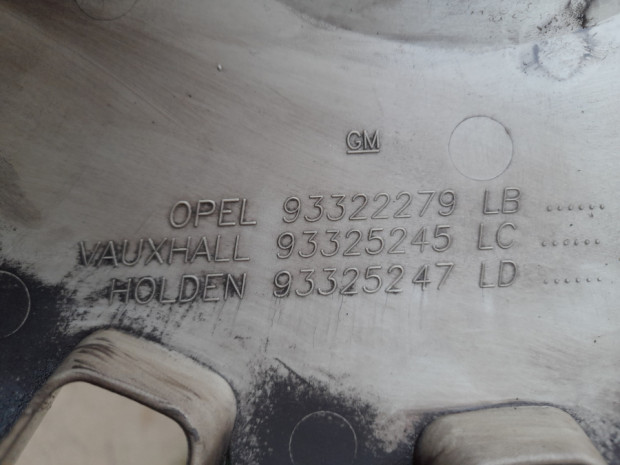 GM
OPEL 93322279 LB ......
VAUXHALL 93325245 LC ......
HOLDEN 93325247 LD ......